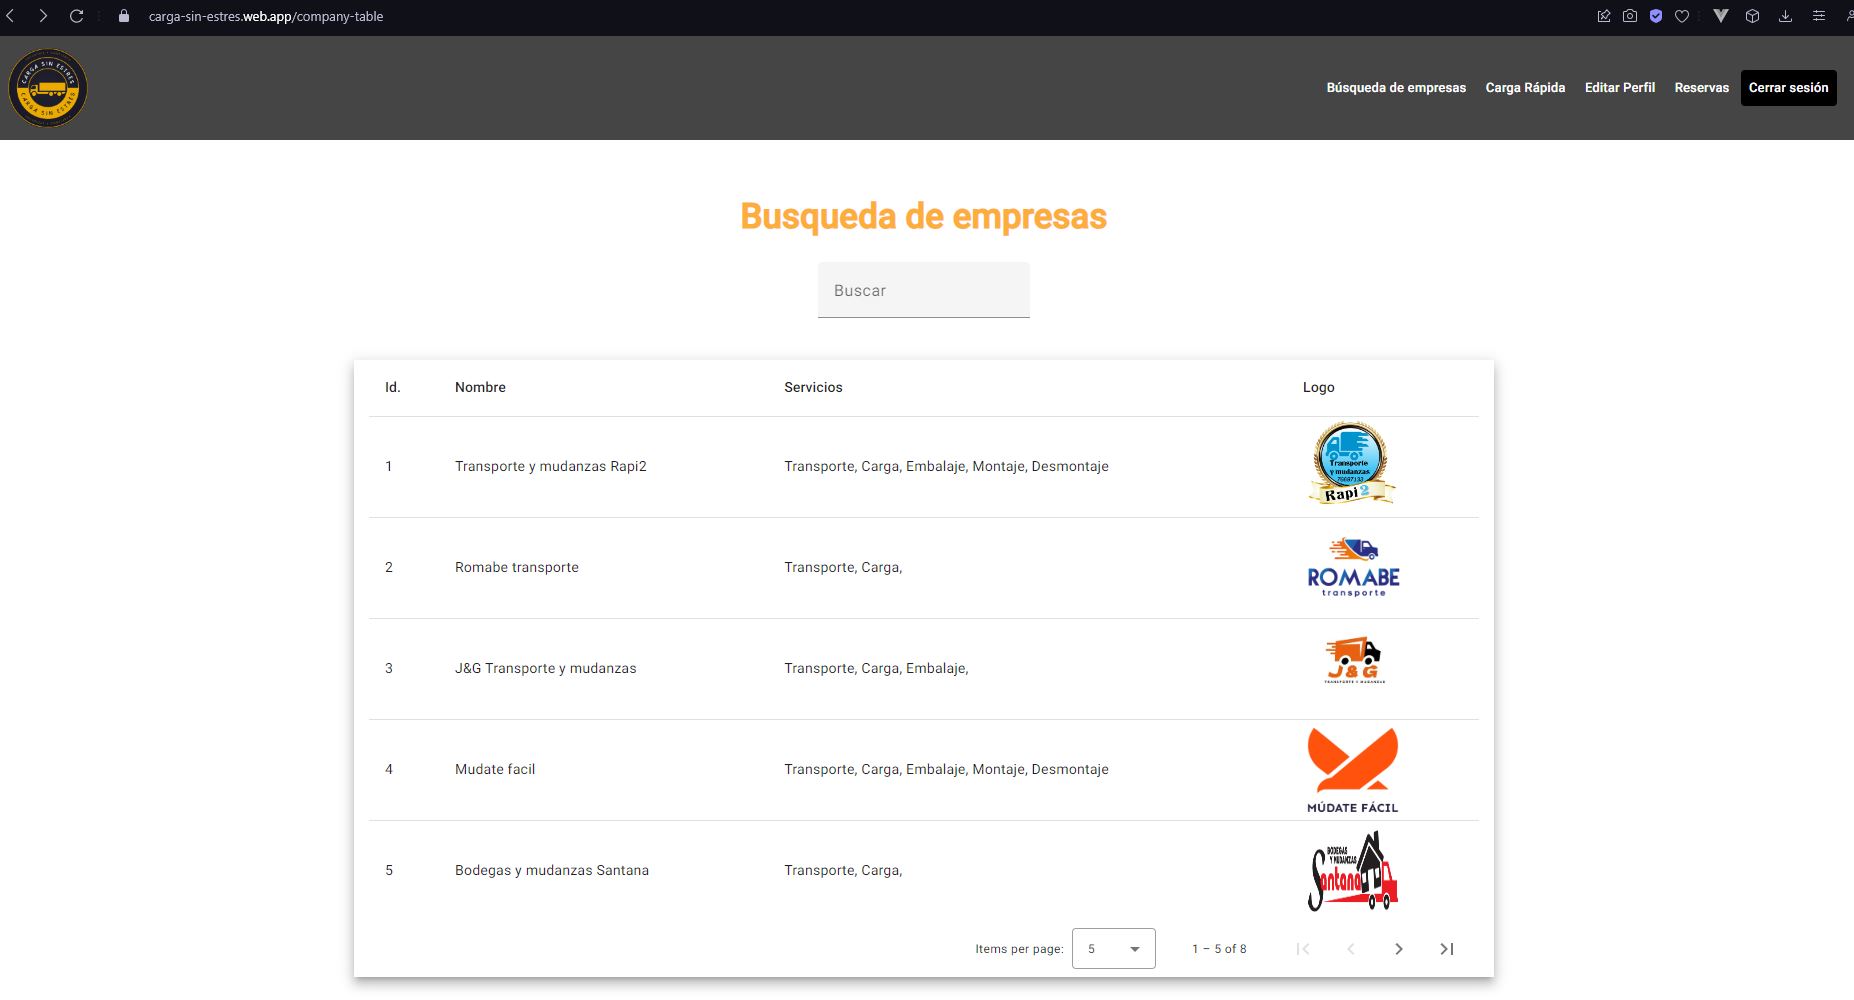 carga-sin-estres.web.app/company-table
CARGA SIN ESTRES
CARGA SIN ESTRES
Búsqueda de empresas Carga Rápida Editar Perfil Reservas Cerrar sesión
Busqueda de empresas
Buscar
Id. Nombre Servicios Logo
1 Transporte y mudanzas Rapi2 Transporte, Carga, Embalaje, Montaje, Desmontaje
Transporte
y mudanzas
Rapi2
2 Romabe transporte Transporte, Carga,
ROMABE
transporte
3 J&G Transporte y mudanzas Transporte, Carga, Embalaje,
J&G
TRANSPORTE Y MUDANZAS
4 Mudate facil Transporte, Carga, Embalaje, Montaje, Desmontaje
MÚDATE FÁCIL
5 Bodegas y mudanzas Santana Transporte, Carga,
BODEGAS
Y MUDANZAS
Santana
Items per page: 5 1 – 5 of 8